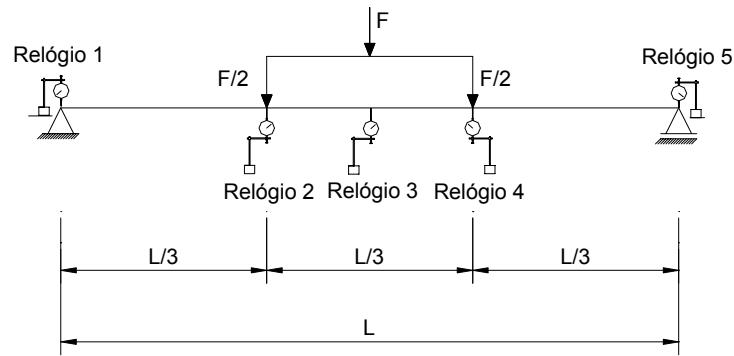 F
Relógio 1
Relógio 5
F/2
F/2
Relógio 2
Relógio 3
Relógio 4
L/3
L/3
L/3
L